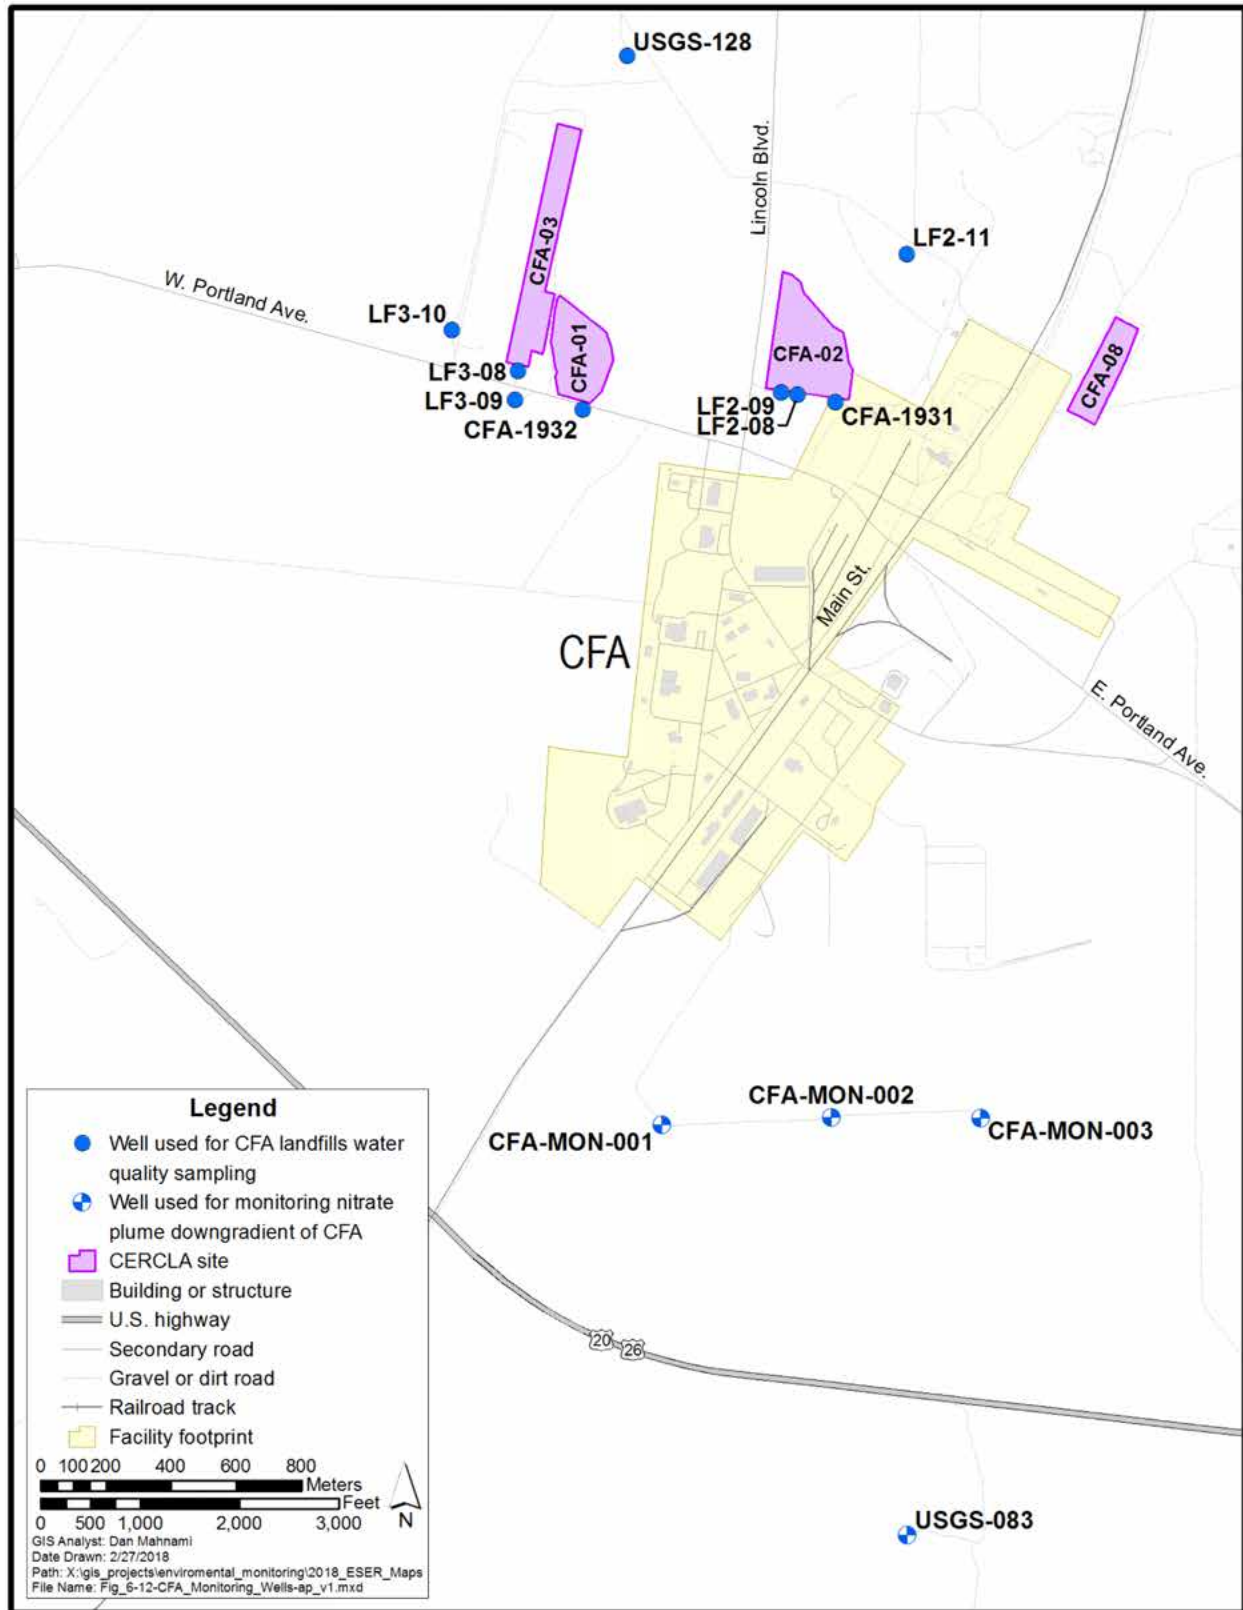 USGS-128
Lincoln Blvd.
CFA-03
LF2-11
W. Portland Ave.
LF3-10
CFA-01
CFA-02
CFA-08
LF3-08
LF3-09
CFA-1932
LF2-09
LF2-08
CFA-1931
Main St.
CFA
E. Portland Ave.
CFA-MON-001
CFA-MON-002
CFA-MON-003
20
26
USGS-083
Legend
Well used for CFA landfills water
quality sampling
Well used for monitoring nitrate
plume downgradient of CFA
CERCLA site
Building or structure
U.S. highway
Secondary road
Gravel or dirt road
Railroad track
Facility footprint
0 100 200 400 600 800
Meters
Feet
0 500 1,000 2,000 3,000
N
GIS Analyst: Dan Mahnami
Date Drawn: 2/27/2018
Path: X:\gis_projects\enviromental_monitoring\2018_ESER_Maps
File Name: Fig_6-12-CFA_Monitoring_Wells-ap_v1.mxd